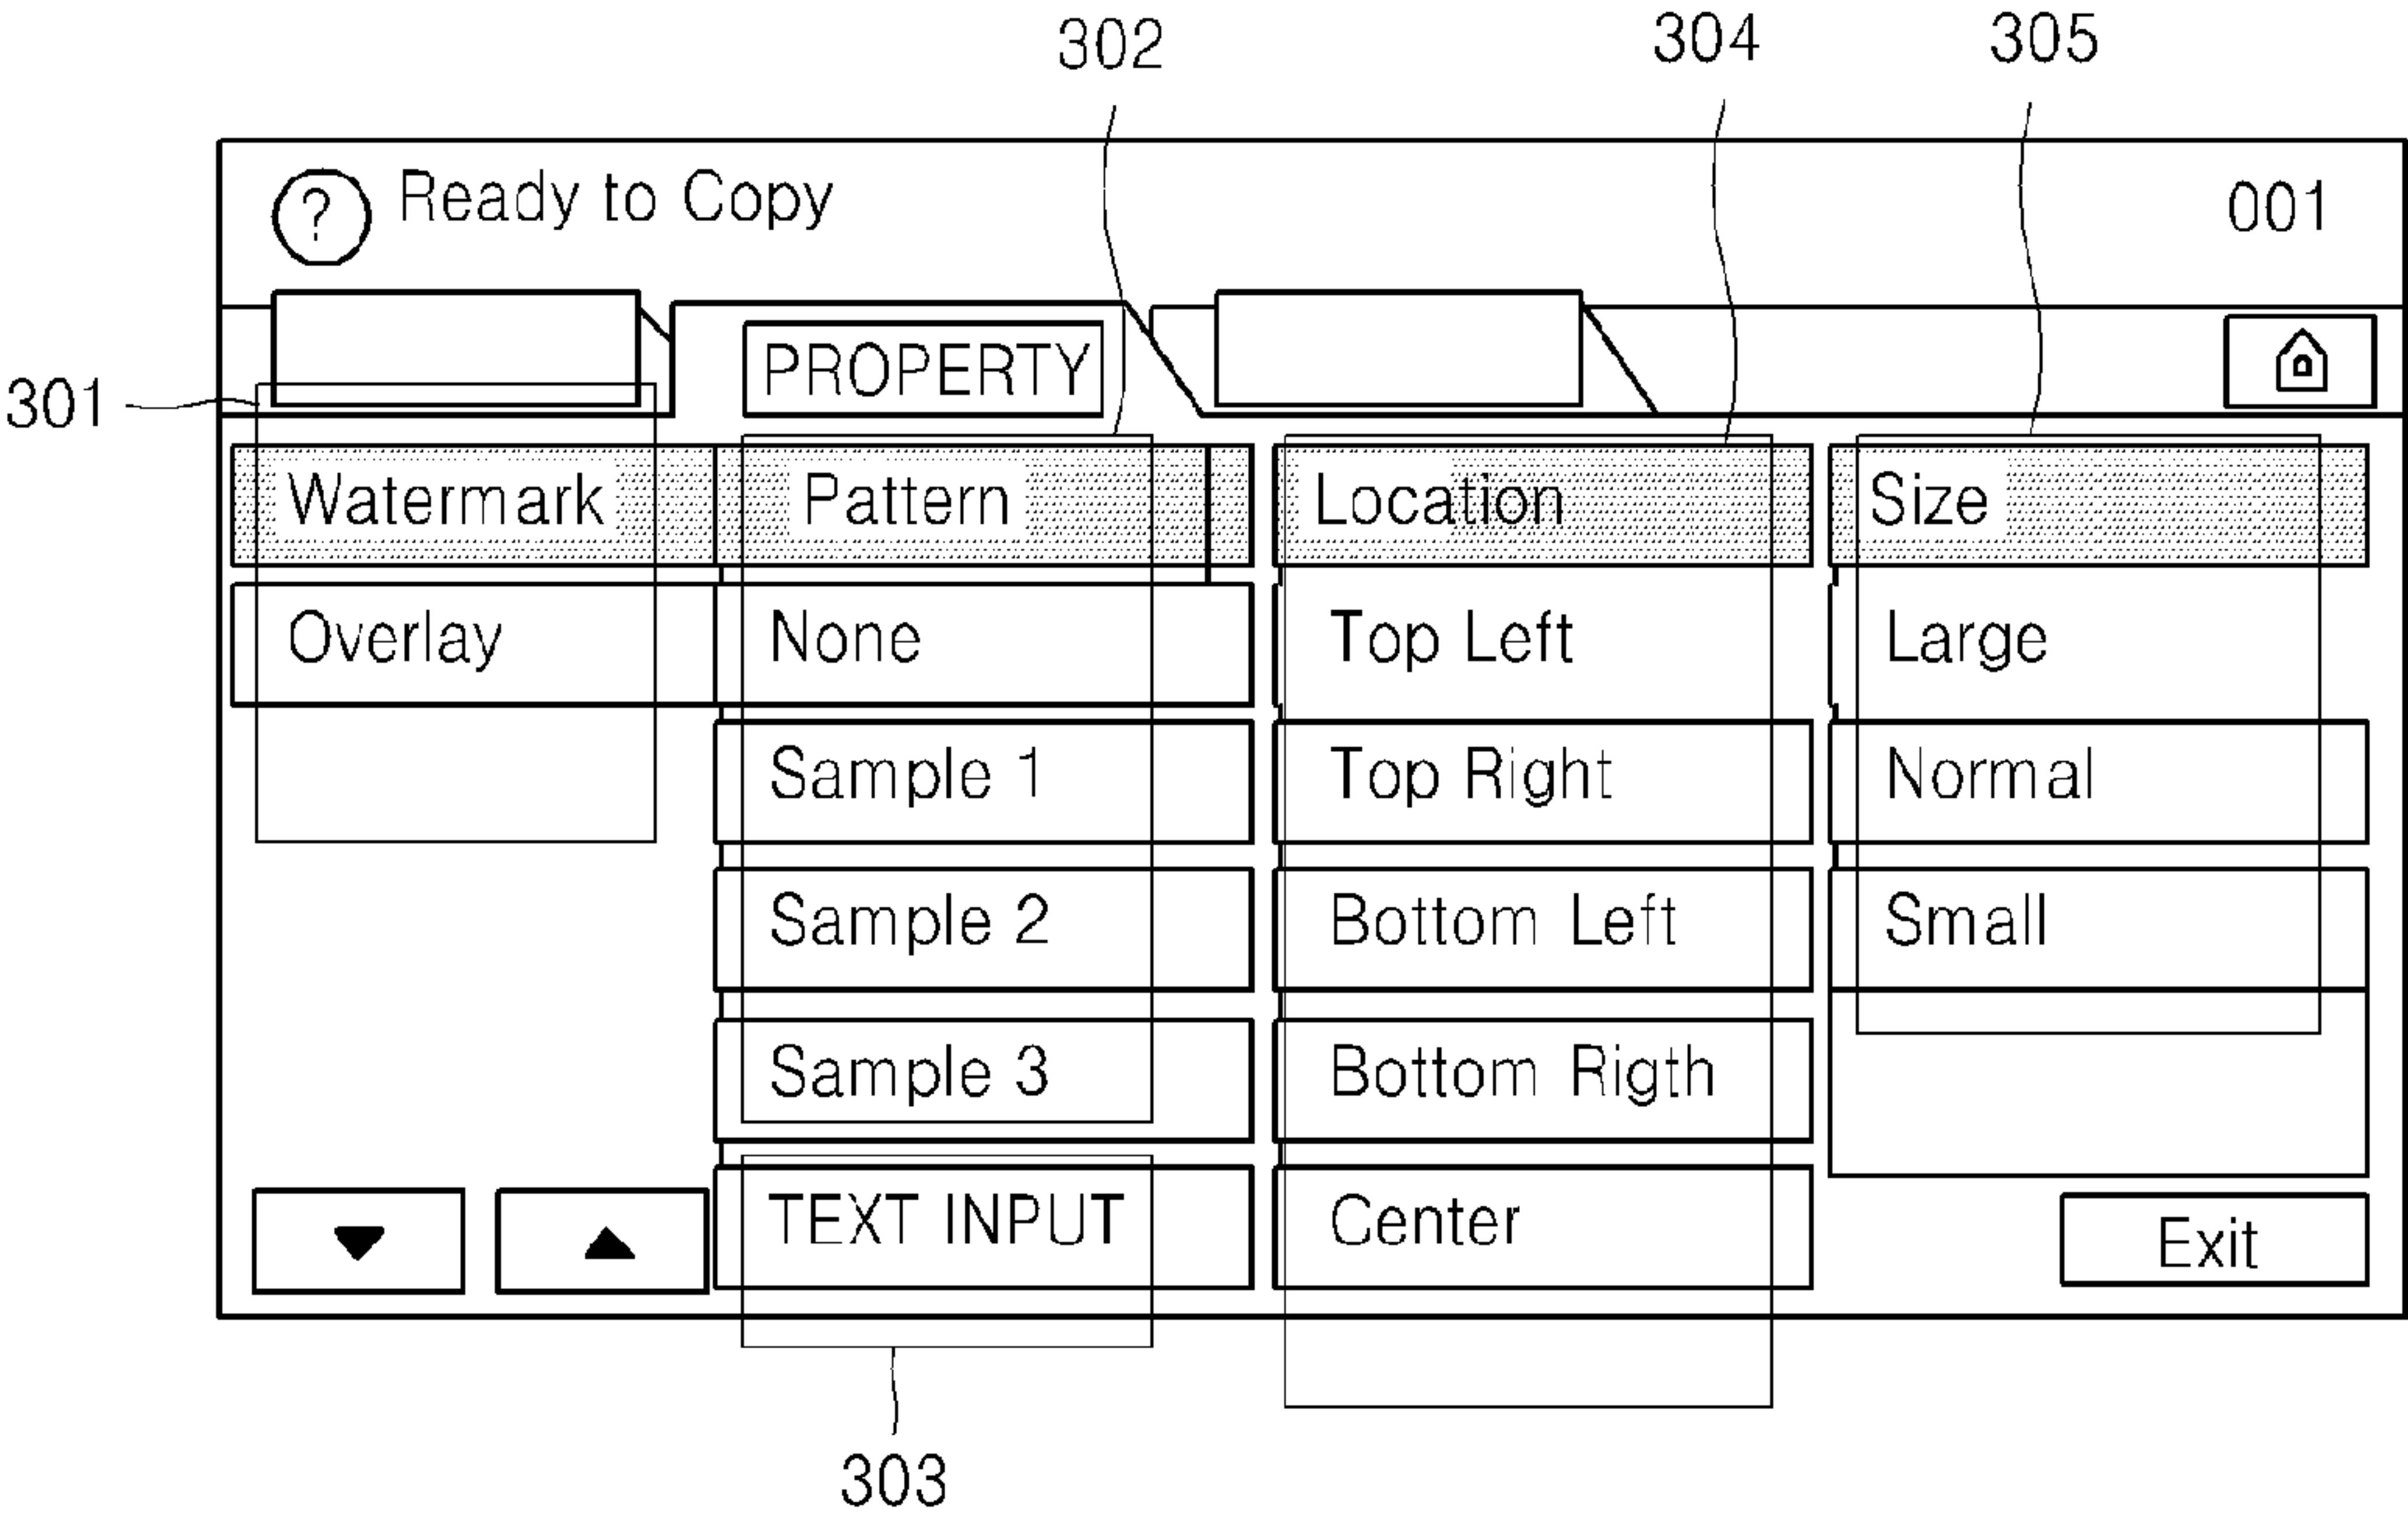 302 304 305
? Ready to Copy 001
PROPERTY
301
Watermark Pattern Location Size
Overlay None Top Left Large
Sample 1 Top Right Normal
Sample 2 Bottom Left Small
Sample 3 Bottom Rigth
TEXT INPUT Center Exit
303